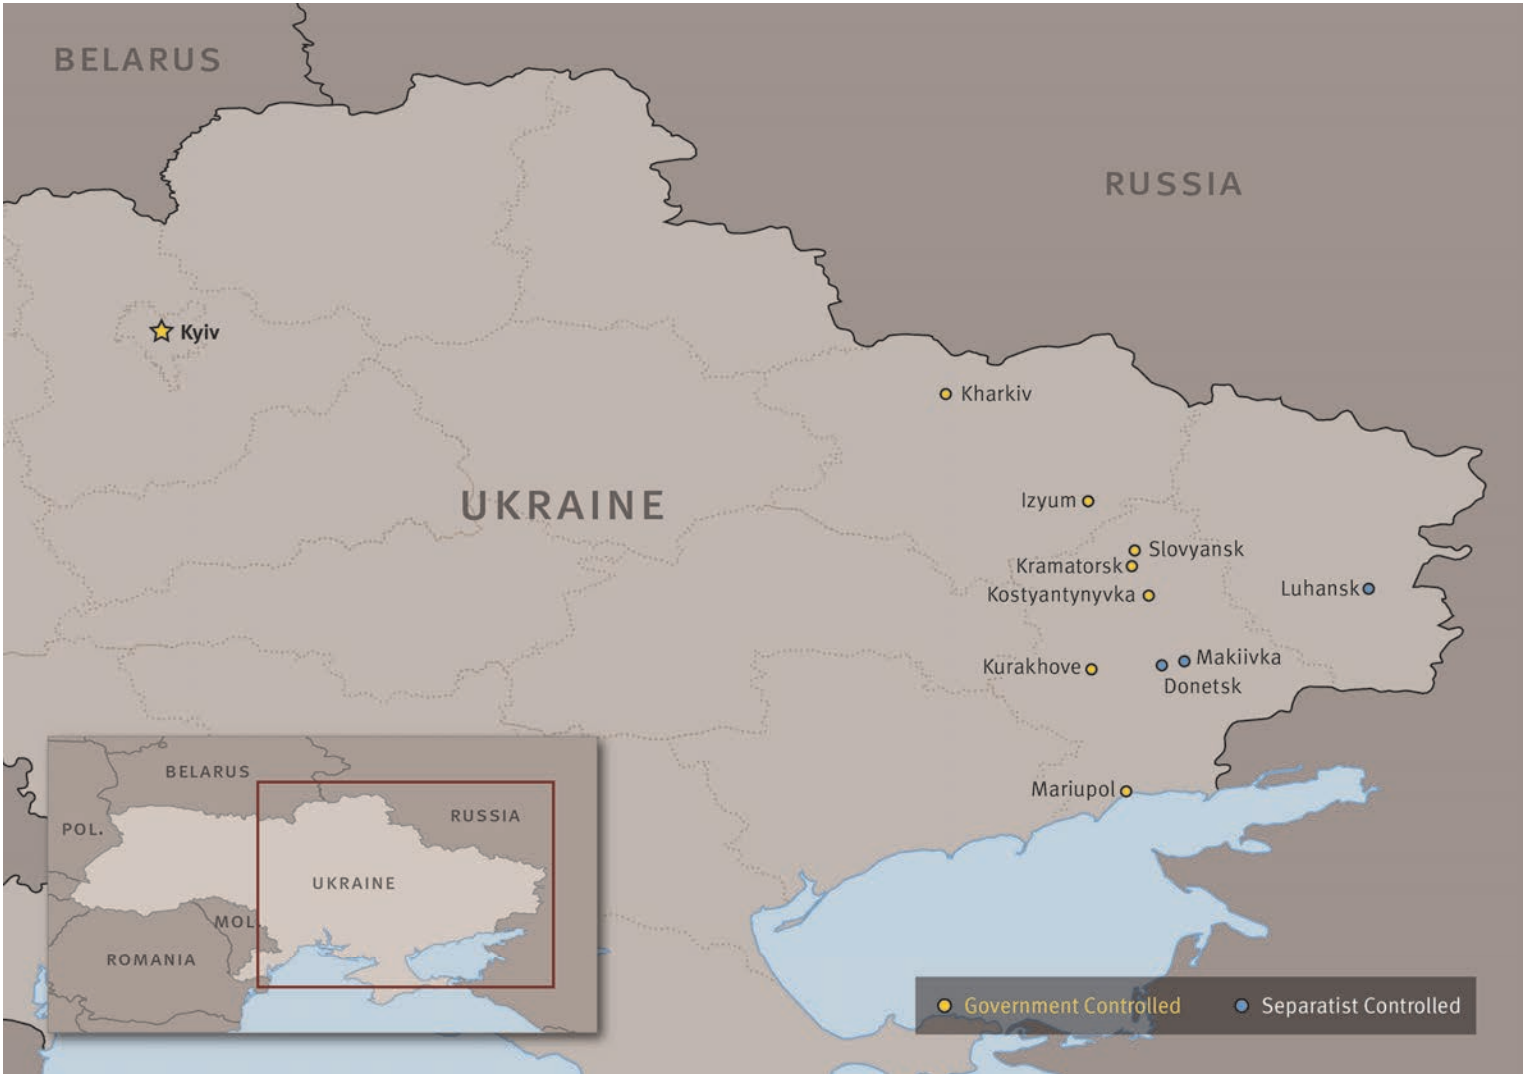 BELARUS
RUSSIA
Kyiv
Kharkiv
UKRAINE
Izyum
Slovyansk
Kramatorsk
Kostyantynyvka
Luhansk
Kurakhove
Makiivka
Donetsk
Mariupol
BELARUS
RUSSIA
POL.
UKRAINE
MOL.
ROMANIA
Government Controlled
Separatist Controlled